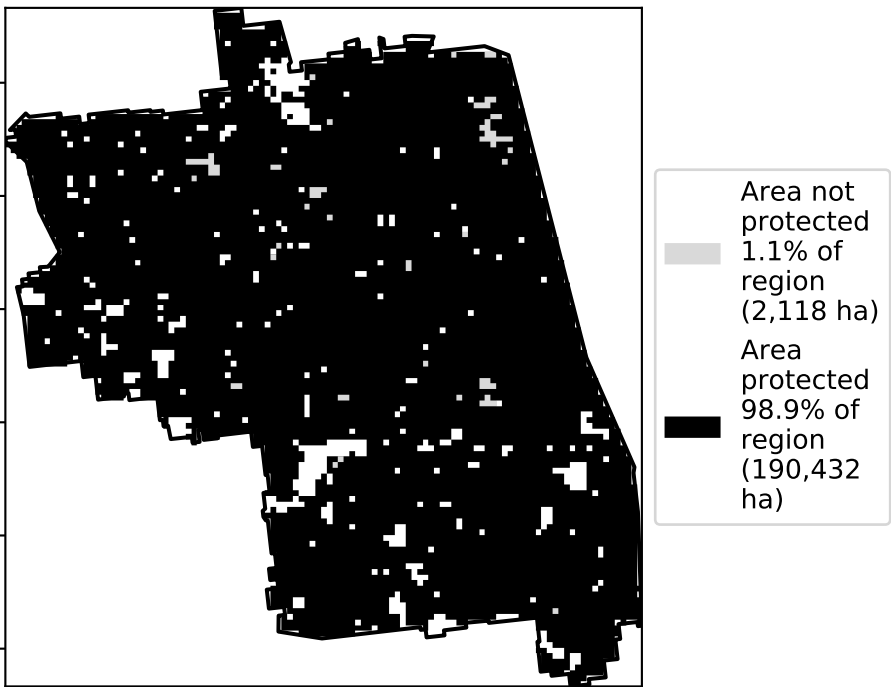 Area not
protected
1.1% of
region
(2,118 ha)
Area
protected
98.9% of
region
(190,432
ha)